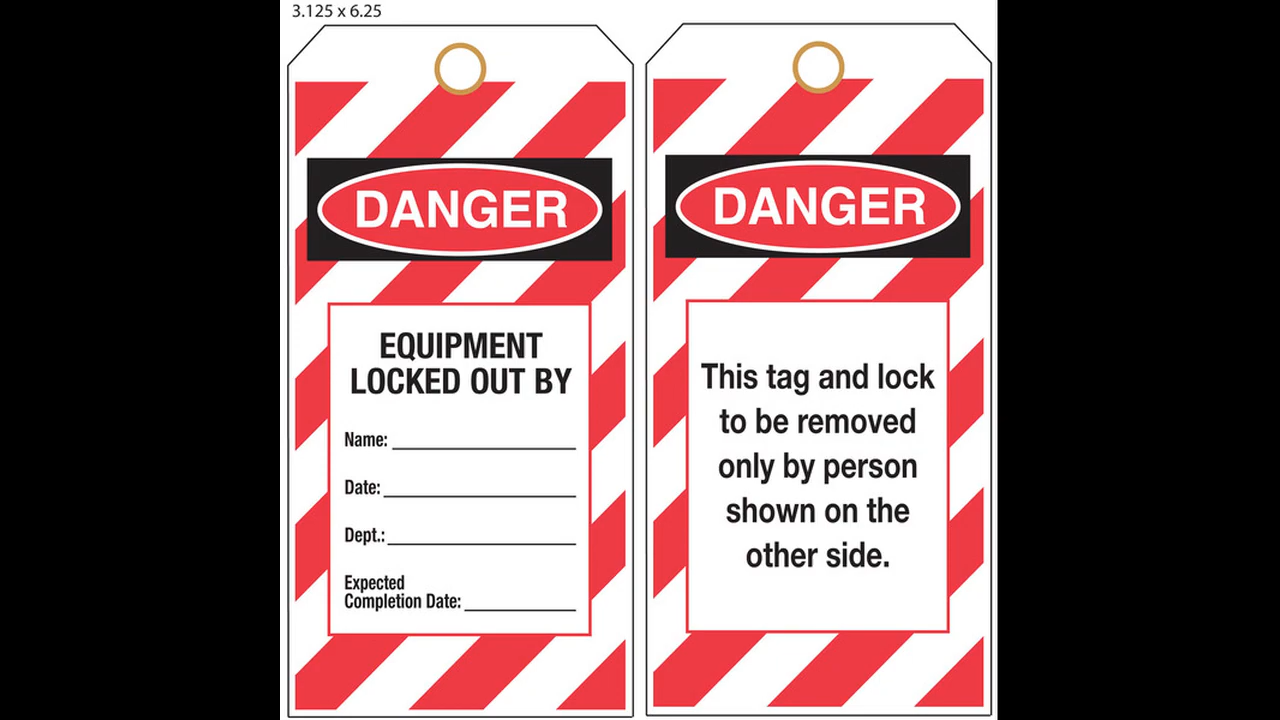 3.125 x 6.25
DANGER
EQUIPMENT
LOCKED OUT BY
Name:
Date:
Dept.:
Expected
Completion Date:
DANGER
This tag and lock
to be removed
only by person
shown on the
other side.